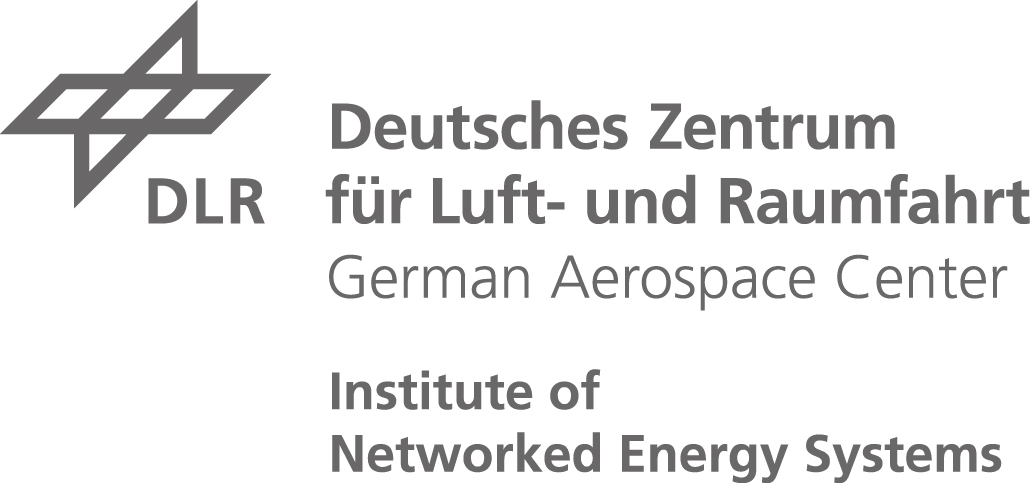 DLR
Deutsches Zentrum
für Luft- und Raumfahrt
German Aerospace Center
Institute of
Networked Energy Systems